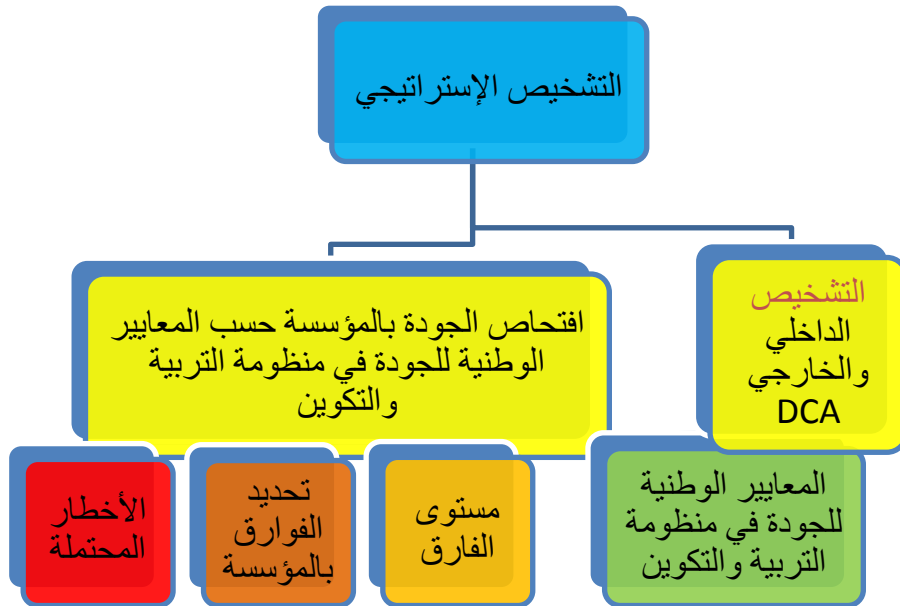 التشخيص الإستراتيجي
التشخيص
الداخلي
والخارجي
DCA
افتحاص الجودة بالمؤسسة حسب المعايير
الوطنية للجودة في منظومة التربية
والتكوين
المعايير الوطنية
للجودة في منظومة
التربية والتكوين
مستوى
الفارق
تحديد
الفوارق
بالمؤسسة
الأخطار
المحتملة